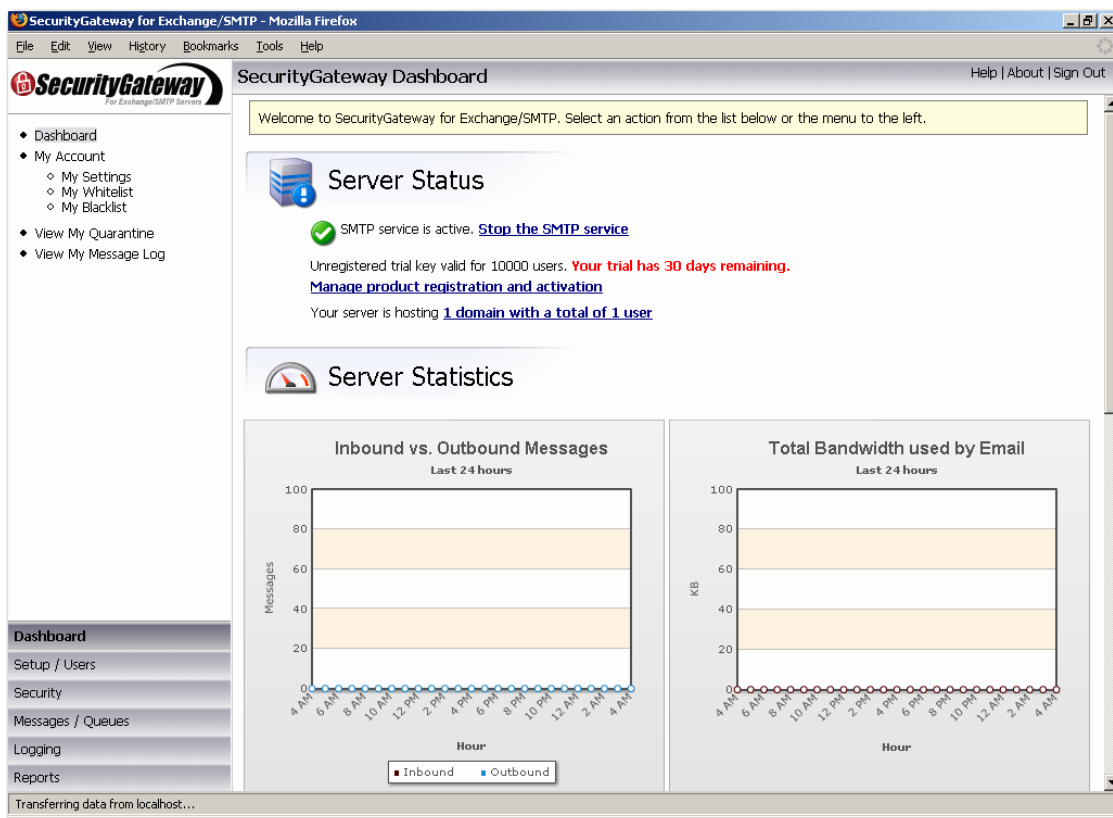 SecurityGateway for Exchange/SMTP - Mozilla Firefox
File Edit View History Bookmarks Tools Help
SecurityGateway
For Exchange/SMTP Servers
SecurityGateway Dashboard
Help | About | Sign Out
Dashboard
My Account
My Settings
My Whitelist
My Blacklist
View My Quarantine
View My Message Log
Dashboard
Setup / Users
Security
Messages / Queues
Logging
Reports
Welcome to SecurityGateway for Exchange/SMTP. Select an action from the list below or the menu to the left.
Server Status
SMTP service is active. Stop the SMTP service
Unregistered trial key valid for 10000 users. Your trial has 30 days remaining.
Manage product registration and activation
Your server is hosting 1 domain with a total of 1 user
Server Statistics
Inbound vs. Outbound Messages
Last 24 hours
Messages
100
80
60
40
20
0
4 AM 6 AM 8 AM 10 AM 12 PM 2 PM 4 PM 6 PM 8 PM 10 PM 12 AM 2 AM 4 AM
Hour
Inbound Outbound
Total Bandwidth used by Email
Last 24 hours
KB
100
80
60
40
20
0
4 AM 6 AM 8 AM 10 AM 12 PM 2 PM 4 PM 6 PM 8 PM 10 PM 12 AM 2 AM 4 AM
Hour
Transferring data from localhost...